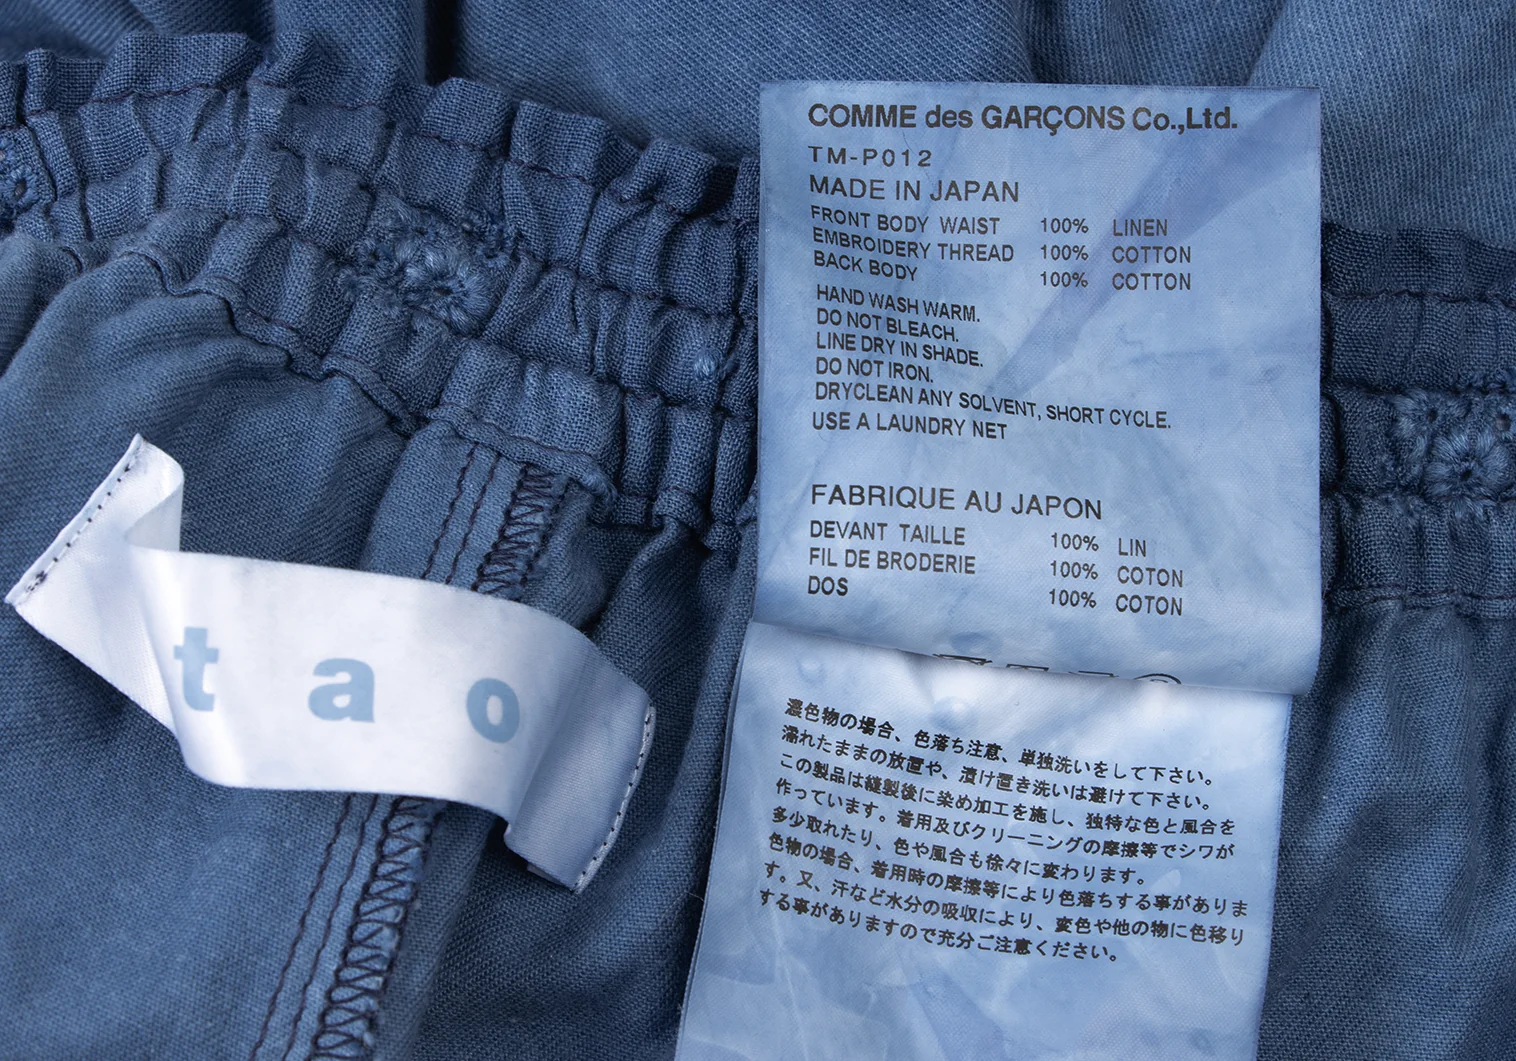 COMME des GARÇONS Co.,Ltd.
TM-P012
MADE IN JAPAN
FRONT BODY WAIST 100% LINEN
EMBROIDERY THREAD 100% COTTON
BACK BODY 100% COTTON
HAND WASH WARM.
DO NOT BLEACH.
LINE DRY IN SHADE.
DO NOT IRON.
DRYCLEAN ANY SOLVENT, SHORT CYCLE.
USE A LAUNDRY NET
FABRIQUE AU JAPON
DEVANT TAILLE 100% LIN
FIL DE BRODERIE 100% COTON
DOS 100% COTON
tao
濃色物の場合、色落ち注意、単独洗いをして下さい。
濡れたままの放置や、漬け置き洗いは避けて下さい。
この製品は縫製後に染め加工を施し、独特な色と風合を
作っています。着用及びクリーニングの摩擦等でシワが
多少取れたり、色や風合も徐々に変わります。
色物の場合、着用時の摩擦等により色落ちする事がありま
す。又、汗など水分の吸収により、変色や他の物に色移り
する事がありますので充分ご注意ください。